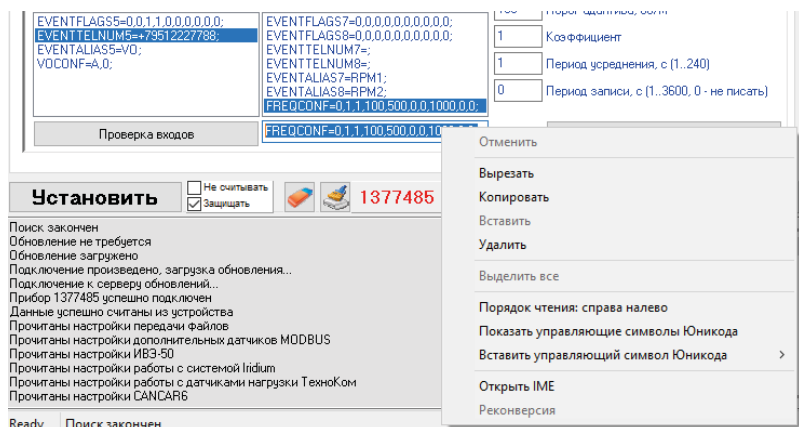 EVENTFLAGS5=0,0,1,1,0,0,0,0,0,0;
EVENTTELNUM5=+79512227788;
EVENTALIAS5=VO;
VOCONF=A,0;
EVENTFLAGS7=0,0,0,0,0,0,0,0,0,0;
EVENTFLAGS8=0,0,0,0,0,0,0,0,0,0;
EVENTTELNUM7=;
EVENTTELNUM8=;
EVENTALIAS7=RPM1;
EVENTALIAS8=RPM2;
FREQCONF=0,1,1,100,500,0,0,1000,0,0;
1 Коэффициент
1 Период усреднения, с (1..240)
0 Период записи, с (1..3600, 0 - не писать)
Проверка входов
FREQCONF=0,1,1,100,500,0,0,1000,0,0;
Установить
Не считывать
Защищать
1377485
Поиск закончен
Обновление не требуется
Обновление загружено
Подключение произведено, загрузка обновления...
Подключение к серверу обновлений...
Прибор 1377485 успешно подключен
Данные успешно считаны из устройства
Прочитаны настройки передачи файлов
Прочитаны настройки дополнительных датчиков MODBUS
Прочитаны настройки ИВЭ-50
Прочитаны настройки работы с системой Iridium
Прочитаны настройки работы с датчиками нагрузки ТехноКом
Прочитаны настройки CANCAR6
Ready Поиск закончен
Отменить
Вырезать
Копировать
Вставить
Удалить
Выделить все
Порядок чтения: справа налево
Показать управляющие символы Юникода
Вставить управляющий символ Юникода >
Открыть IME
Реконверсия